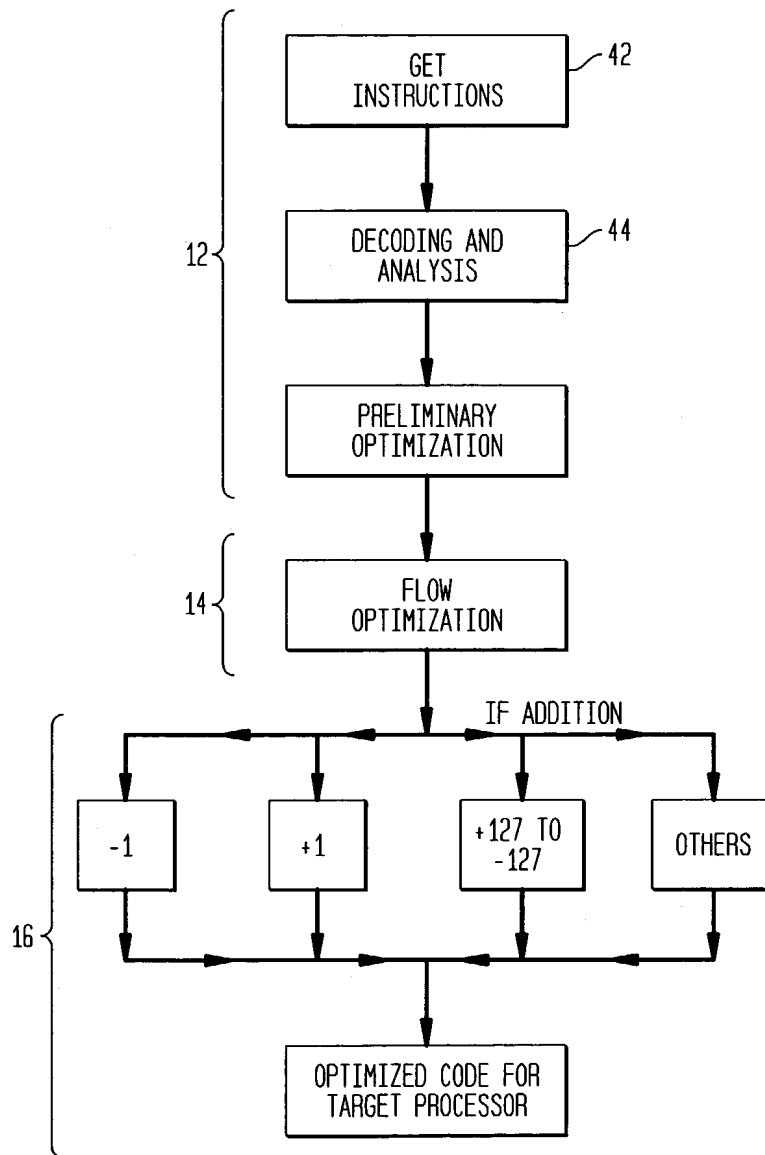 GET
INSTRUCTIONS
42
12
DECODING AND
ANALYSIS
44
PRELIMINARY
OPTIMIZATION
14
FLOW
OPTIMIZATION
IF ADDITION
-1
+1
+127 TO
-127
OTHERS
16
OPTIMIZED CODE FOR
TARGET PROCESSOR